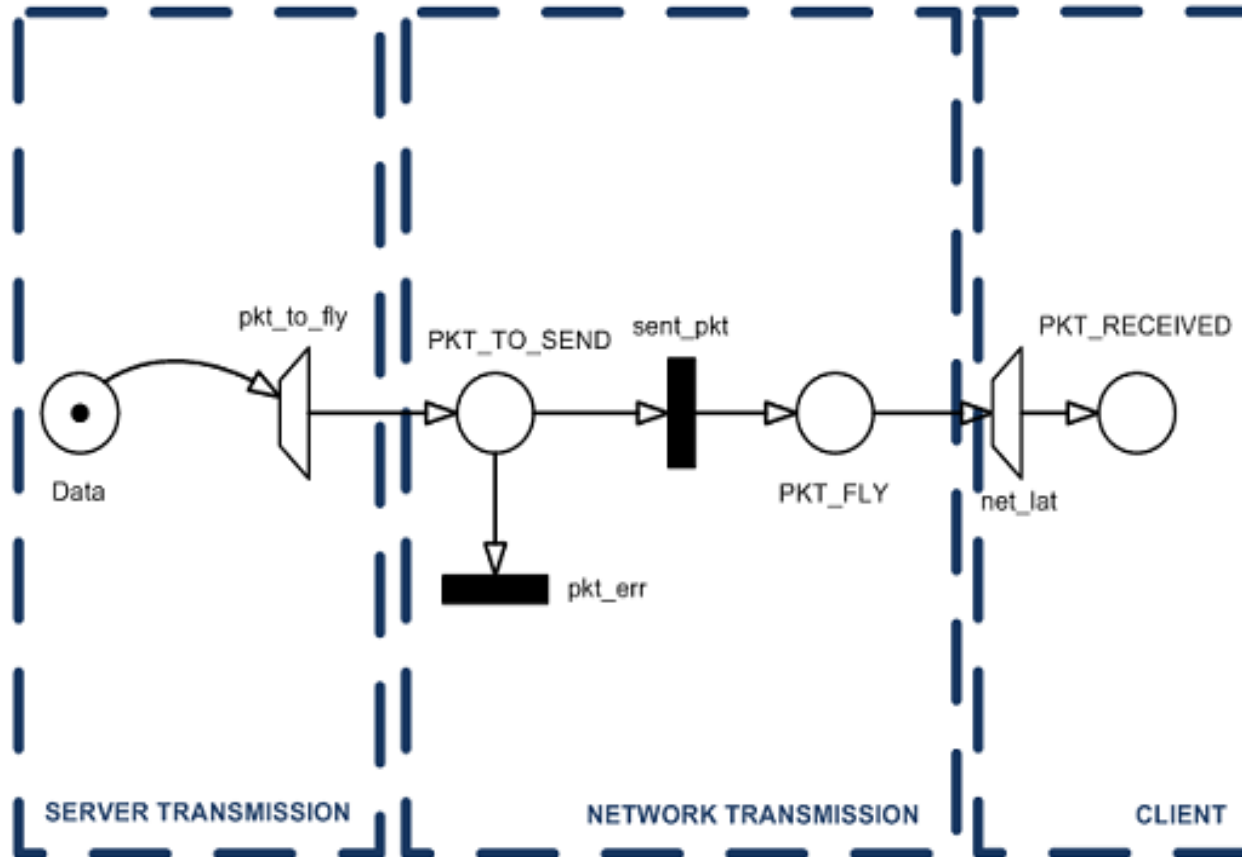 pkt_to_fly
PKT_TO_SEND
sent_pkt
PKT_RECEIVED
Data
PKT_FLY
net_lat
pkt_err
SERVER TRANSMISSION
NETWORK TRANSMISSION
CLIENT